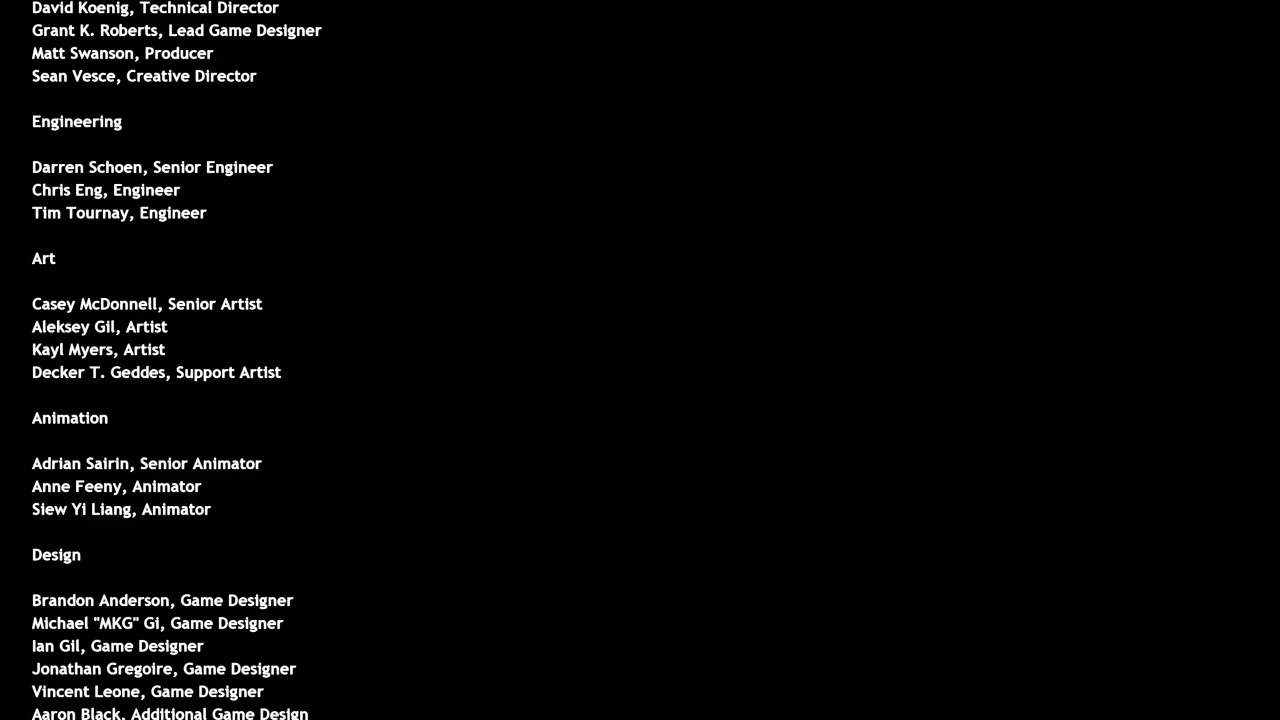 David Koenig, Technical Director
Grant K. Roberts, Lead Game Designer
Matt Swanson, Producer
Sean Vesce, Creative Director
Engineering
Darren Schoen, Senior Engineer
Chris Eng, Engineer
Tim Tournay, Engineer
Art
Casey McDonnell, Senior Artist
Aleksey Gil, Artist
Kayl Myers, Artist
Decker T. Geddes, Support Artist
Animation
Adrian Sairin, Senior Animator
Anne Feeny, Animator
Siew Yi Liang, Animator
Design
Brandon Anderson, Game Designer
Michael "MKG" Gi, Game Designer
Ian Gil, Game Designer
Jonathan Gregoire, Game Designer
Vincent Leone, Game Designer
Aaron Black, Additional Game Design